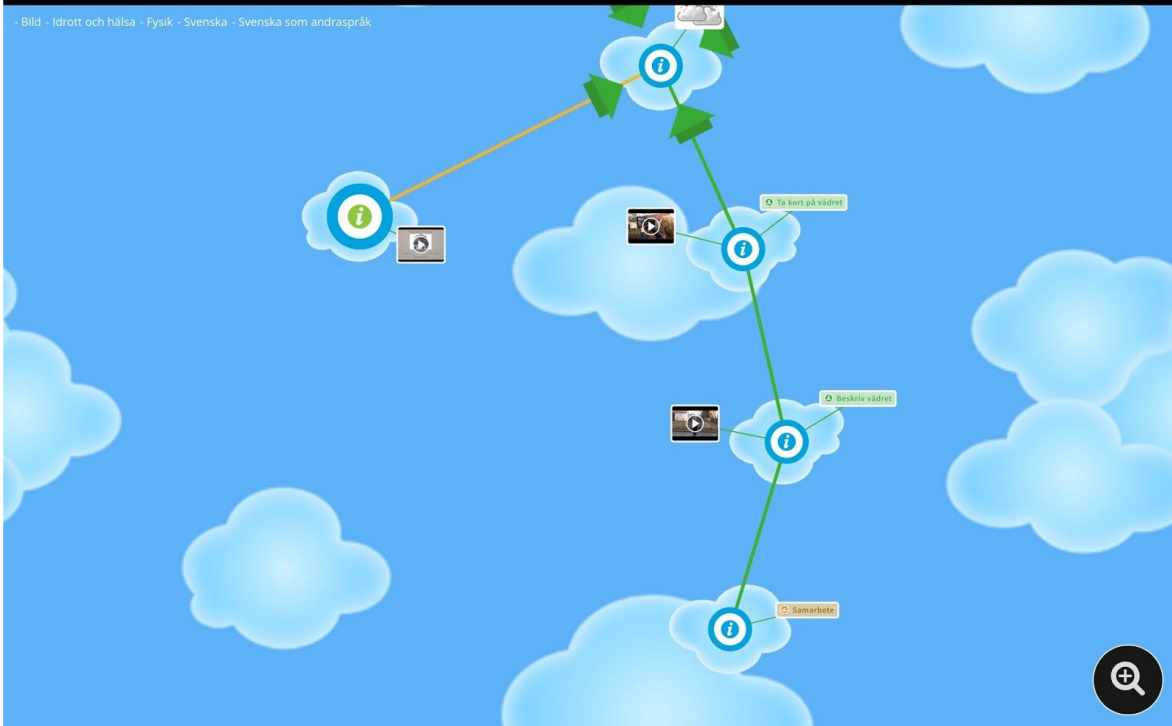 - Bild - Idrott och hälsa - Fysik - Svenska - Svenska som andraspråk
Ta kort på vädret
Beskriv vädret
Samarbete